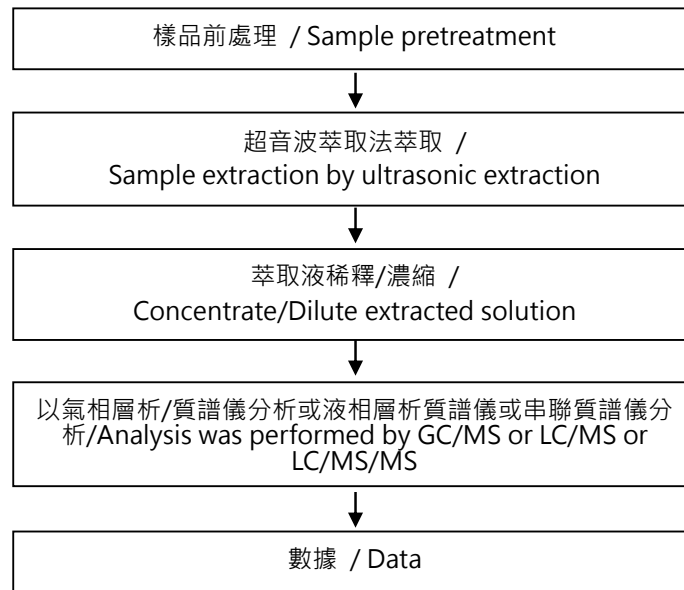 樣品前處理 / Sample pretreatment
超音波萃取法萃取 /
Sample extraction by ultrasonic extraction
萃取液稀釋/濃縮 /
Concentrate/Dilute extracted solution
以氣相層析/質譜儀分析或液相層析質譜儀或串聯質譜儀分
析/Analysis was performed by GC/MS or LC/MS or
LC/MS/MS
數據 / Data